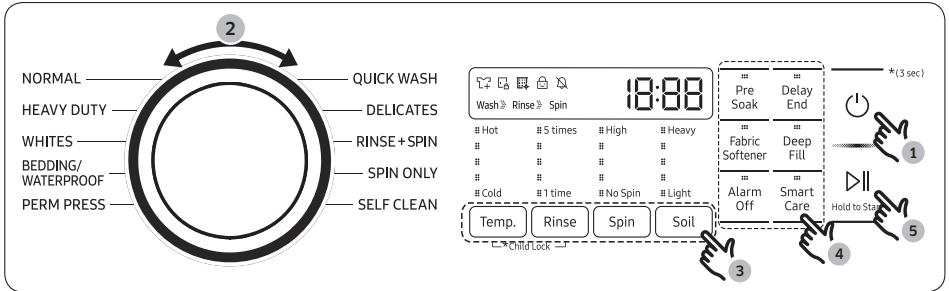 2
NORMAL
HEAVY DUTY
WHITES
BEDDING/
WATERPROOF
PERM PRESS
QUICK WASH
DELICATES
RINSE+SPIN
SPIN ONLY
SELF CLEAN
18:88
Wash》 Rinse》 Spin
Hot 5 times High Heavy
Cold 1 time No Spin Light
Temp. Rinse Spin Soil
*Child Lock
3
Pre
Soak
Delay
End
Fabric
Softener
Deep
Fill
Alarm
Off
Smart
Care
4
*(3 sec)
1
Hold to Start
5